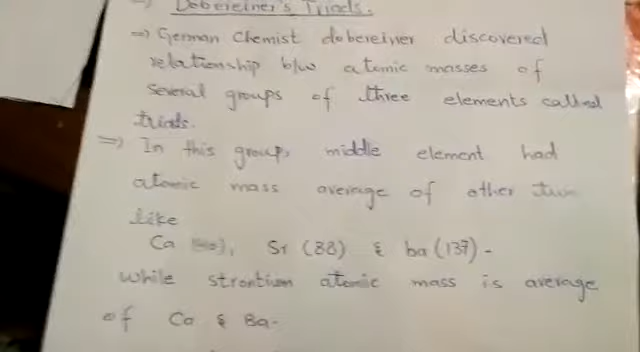 =) Dobereiner's Triads.
=) German Chemist dobereiner discovered
relationship b/w atomic masses of
several groups of three elements called
triads.
=) In this group, middle element had
atomic mass average of other two
like
Ca Sr (88) & ba (137) -
while strontium atomic mass is average
of Ca & Ba.